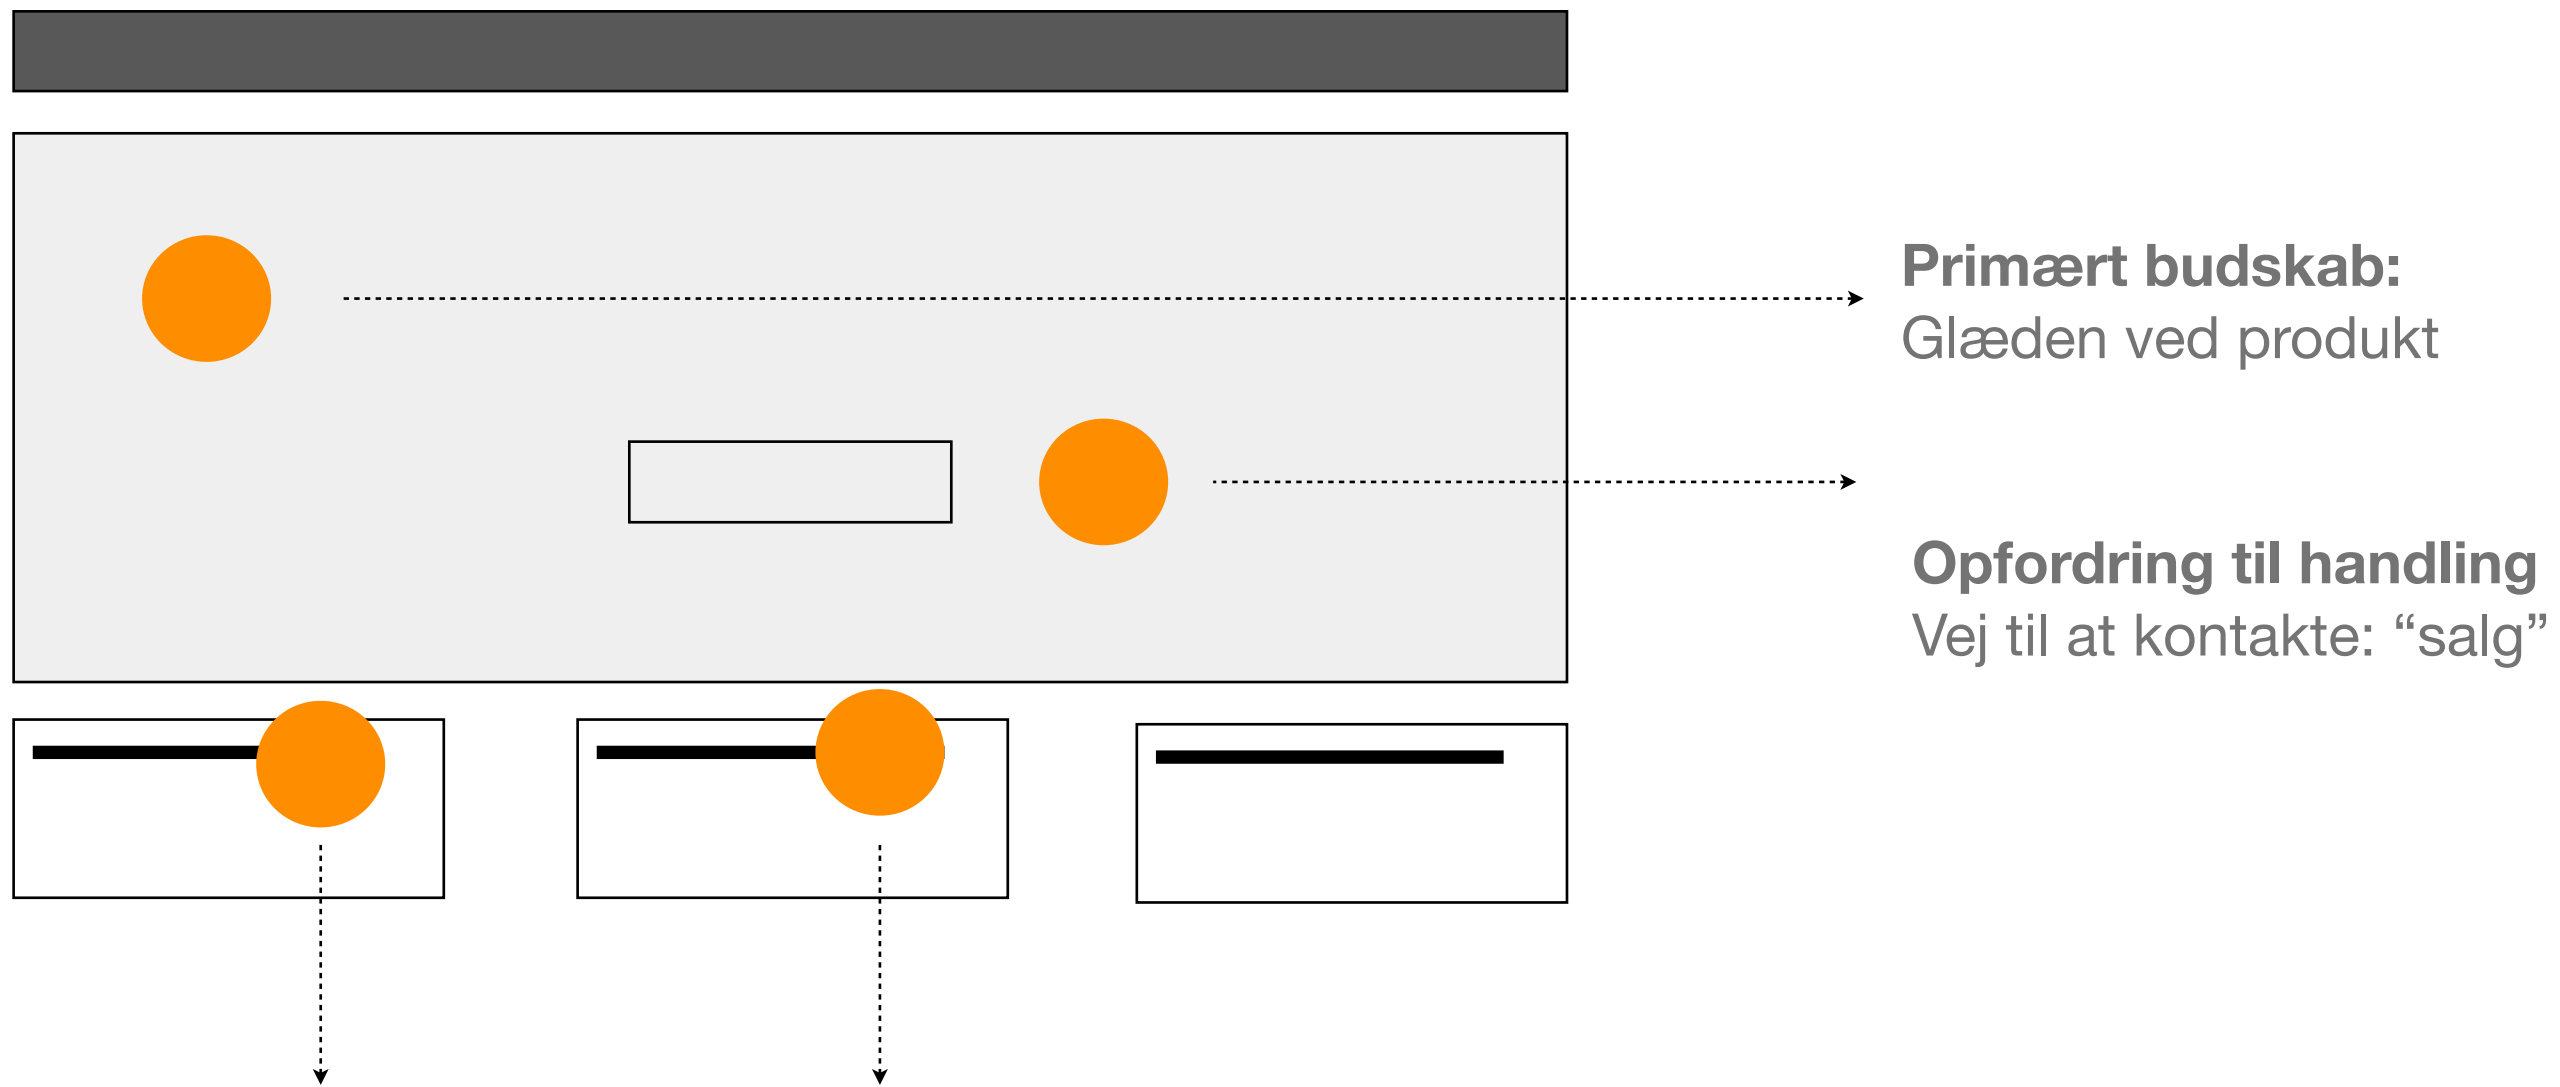 Primært budskab:
Glæden ved produkt
Opfordring til handling
Vej til at kontakte: “salg”